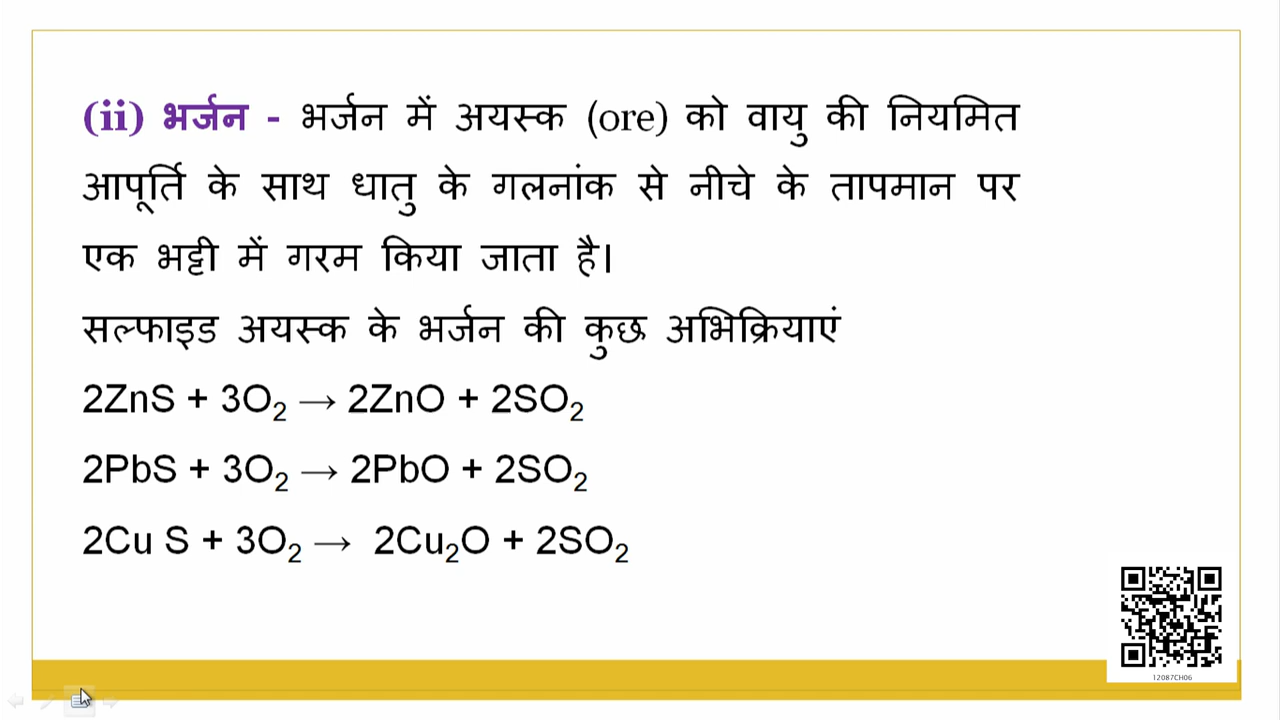 (ii) भर्जन - भर्जन में अयस्क (ore) को वायु की नियमित
आपूर्ति के साथ धातु के गलनांक से नीचे के तापमान पर
एक भट्टी में गरम किया जाता है।
सल्फाइड अयस्क के भर्जन की कुछ अभिक्रियाएं
2ZnS + 3O₂ → 2ZnO + 2SO₂
2PbS + 3O₂ → 2PbO + 2SO₂
2Cu S + 3O₂ → 2Cu₂O + 2SO₂
12087CH06